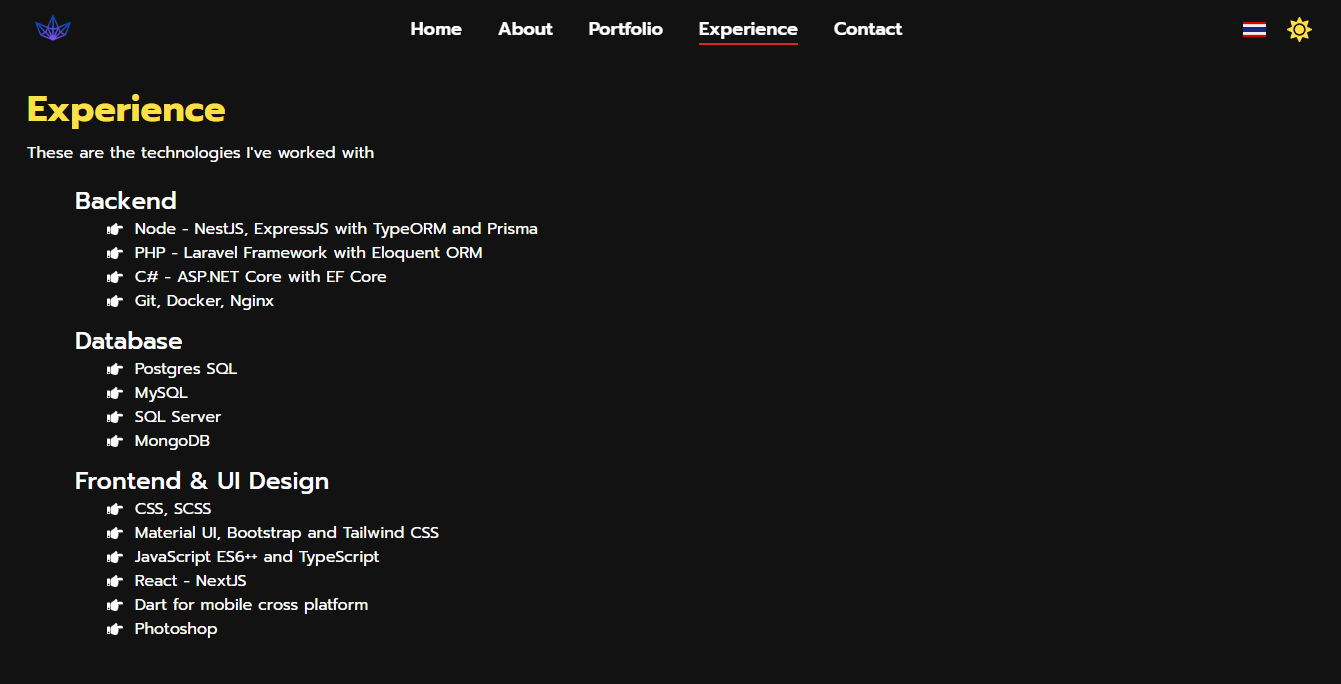 Home About Portfolio Experience Contact
Experience
These are the technologies I've worked with
Backend
Node - NestJS, ExpressJS with TypeORM and Prisma
PHP - Laravel Framework with Eloquent ORM
C# - ASP.NET Core with EF Core
Git, Docker, Nginx
Database
Postgres SQL
MySQL
SQL Server
MongoDB
Frontend & UI Design
CSS, SCSS
Material UI, Bootstrap and Tailwind CSS
JavaScript ES6++ and TypeScript
React - NextJS
Dart for mobile cross platform
Photoshop